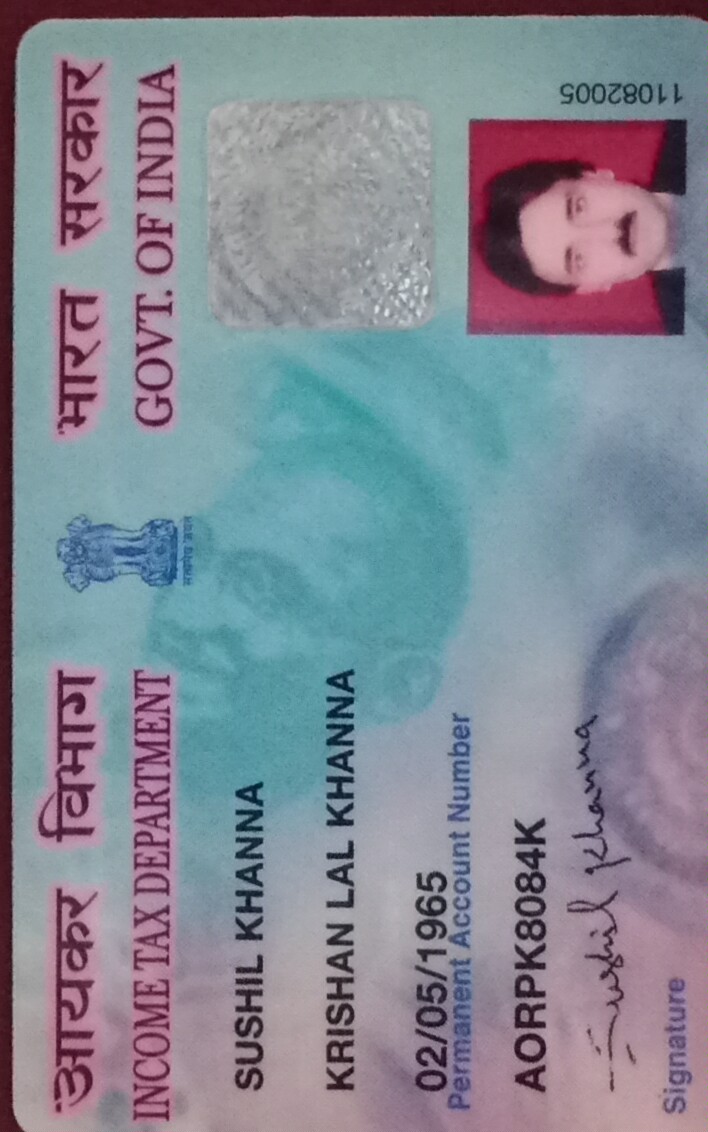 आयकर विभाग
INCOME TAX DEPARTMENT
सत्यमेव जयते
भारत सरकार
GOVT. OF INDIA
SUSHIL KHANNA
KRISHAN LAL KHANNA
02/05/1965
Permanent Account Number
AORPK8084K
Sushil Khanna
Signature
11082005